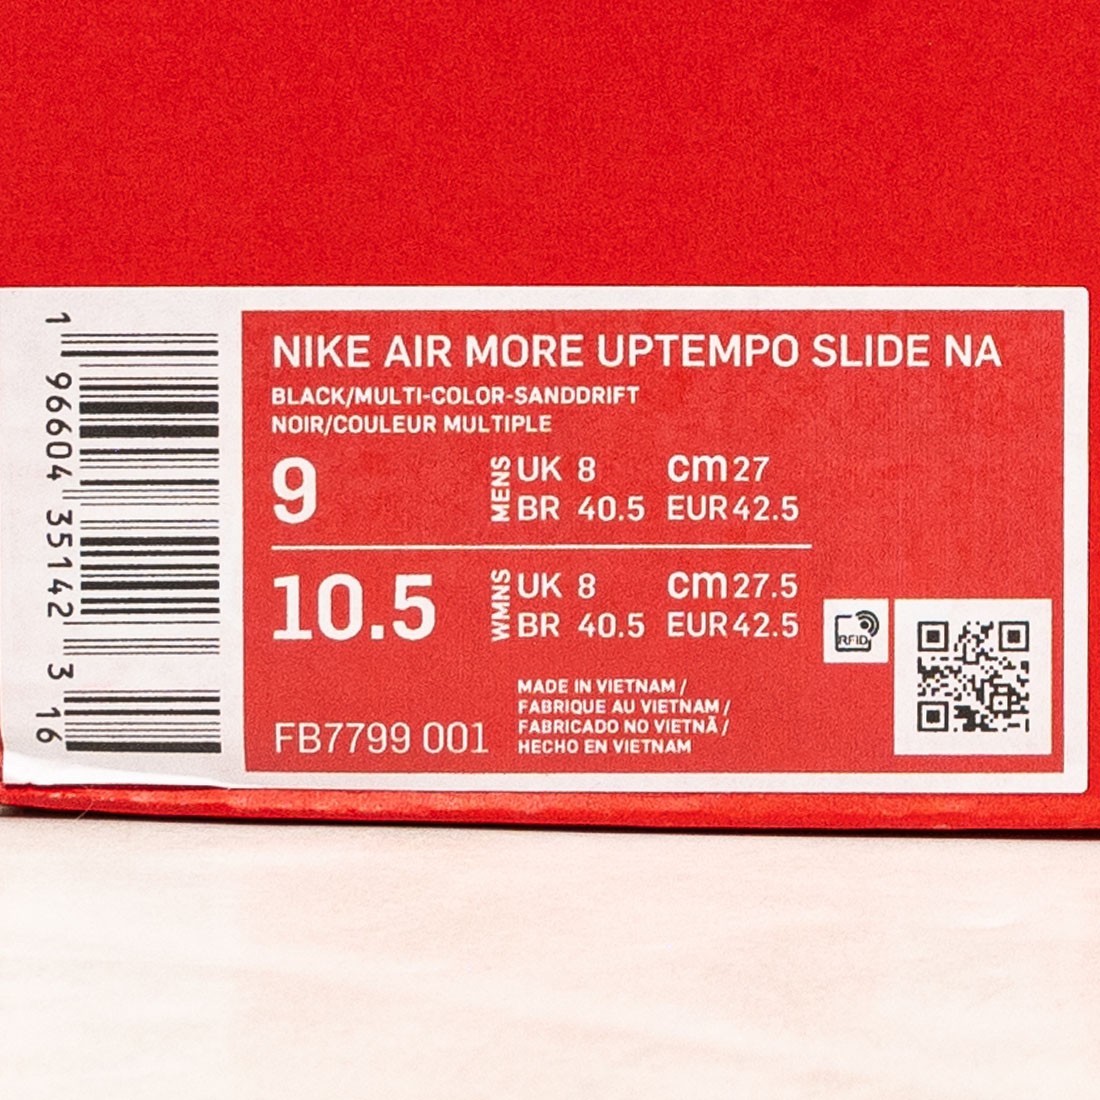 NIKE AIR MORE UPTEMPO SLIDE NA
BLACK/MULTI-COLOR-SANDDRIFT
NOIR/COULEUR MULTIPLE
9
MENS
UK 8 cm 27
BR 40.5 EUR 42.5
10.5
WMNS
UK 8 cm 27.5
BR 40.5 EUR 42.5
RFID
MADE IN VIETNAM /
FABRIQUE AU VIETNAM /
FABRICADO NO VIETNÃ /
HECHO EN VIETNAM
FB7799 001
1 96604 35142 3 16